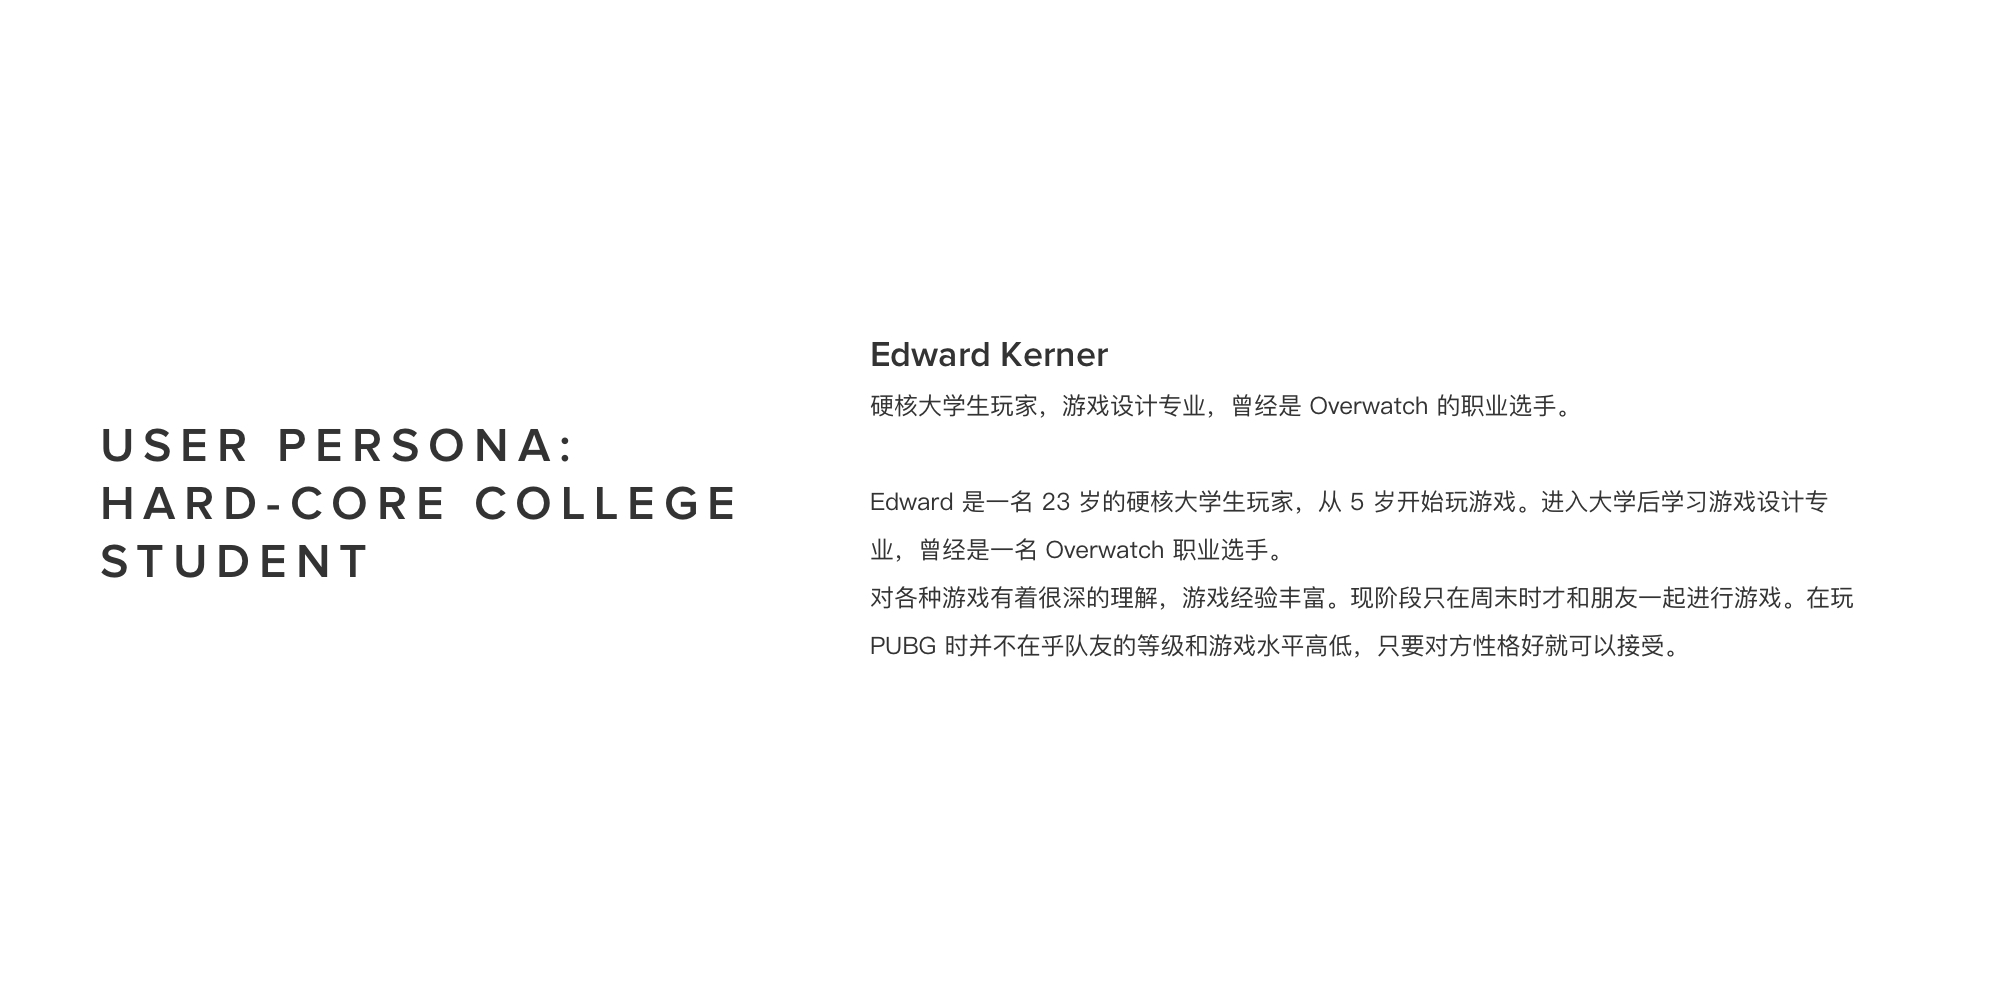 USER PERSONA:
HARD-CORE COLLEGE
STUDENT
Edward Kerner
硬核大学生玩家，游戏设计专业，曾经是 Overwatch 的职业选手。
Edward 是一名 23 岁的硬核大学生玩家，从 5 岁开始玩游戏。进入大学后学习游戏设计专
业，曾经是一名 Overwatch 职业选手。
对各种游戏有着很深的理解，游戏经验丰富。现阶段只在周末时才和朋友一起进行游戏。在玩
PUBG 时并不在乎队友的等级和游戏水平高低，只要对方性格好就可以接受。